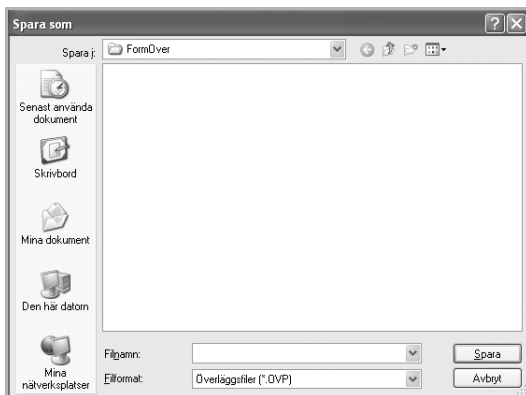 Spara som
Spara i:
FormOver
Senast använda
dokument
Skrivbord
Mina dokument
Den här datorn
Mina
nätverksplatser
Filnamn:
Spara
Filformat:
Överläggsfiler (*.OVP)
Avbryt